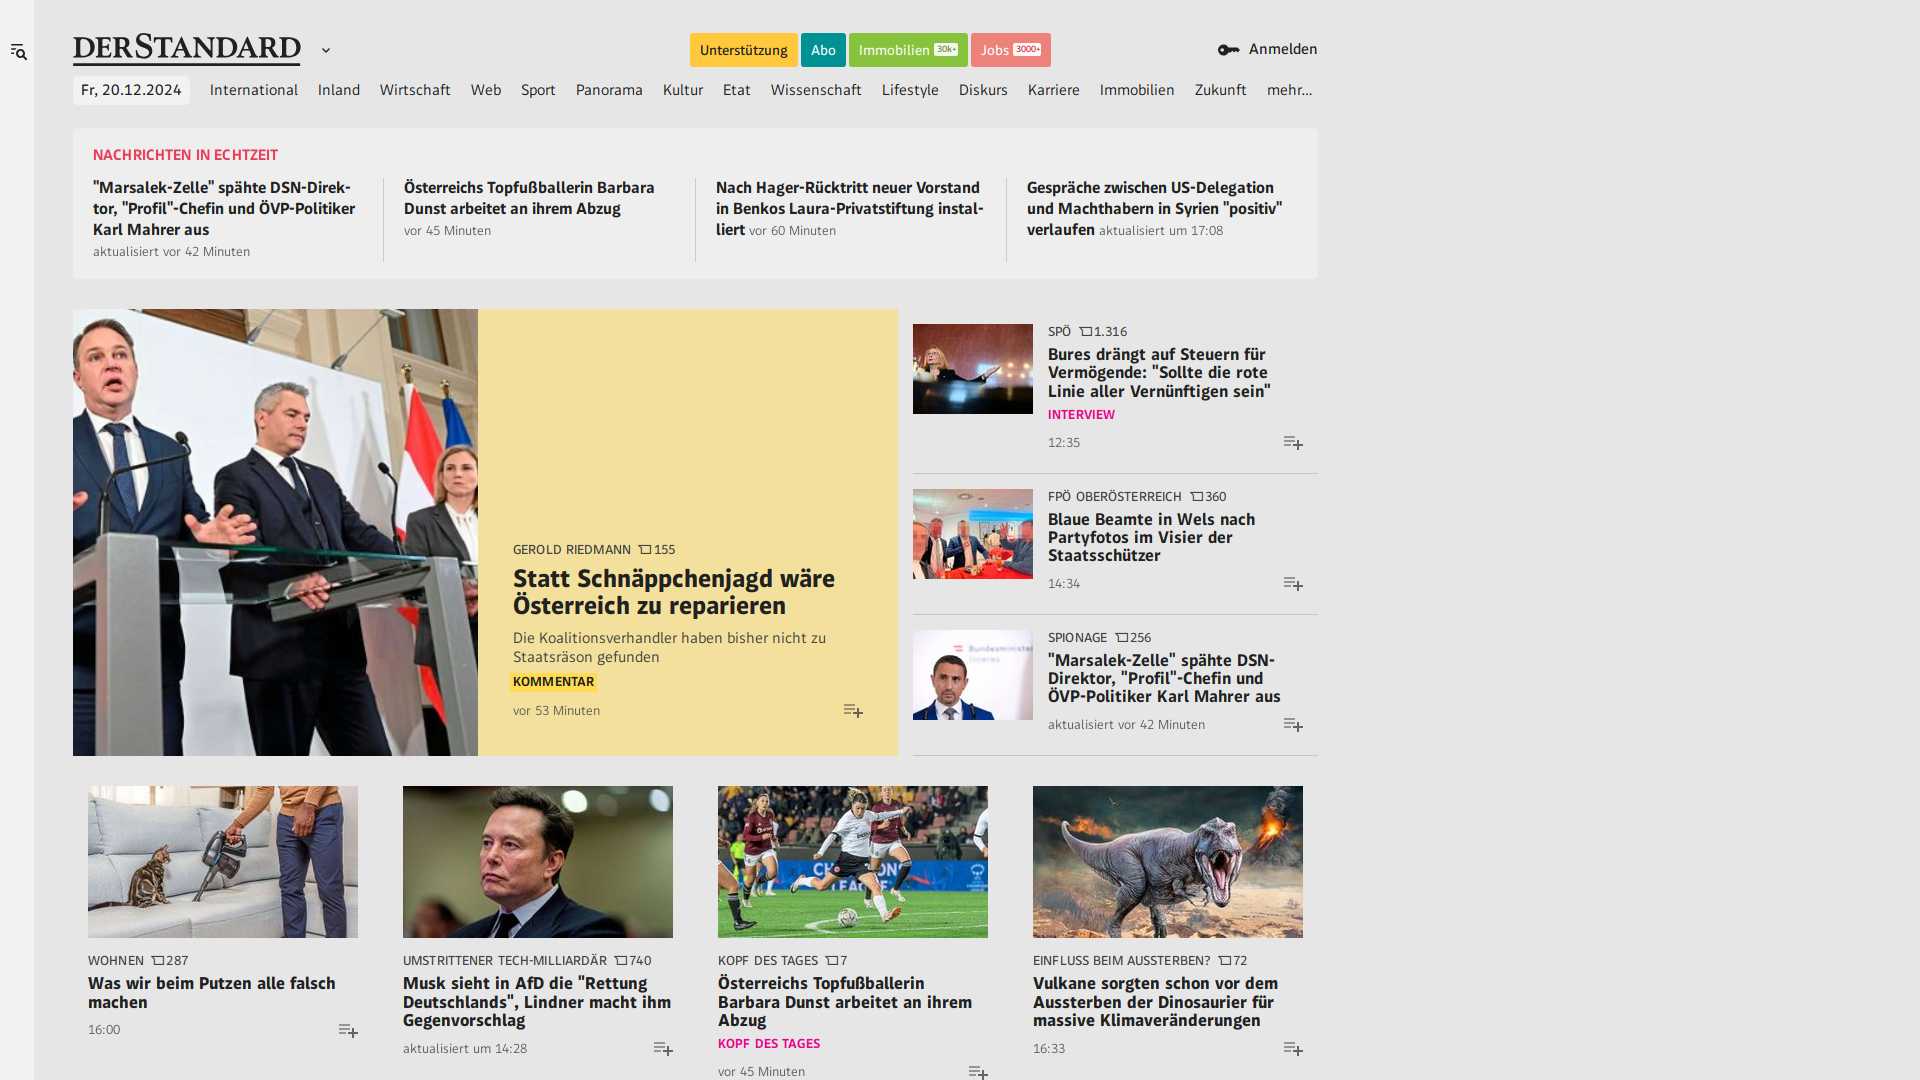 DERSTANDARD
Unterstützung
Abo
Immobilien 30k+
Jobs 3000+
Anmelden
Fr, 20.12.2024
International
Inland
Wirtschaft
Web
Sport
Panorama
Kultur
Etat
Wissenschaft
Lifestyle
Diskurs
Karriere
Immobilien
Zukunft
mehr...
NACHRICHTEN IN ECHTZEIT
"Marsalek-Zelle" spähte DSN-Direk-
tor, "Profil"-Chefin und ÖVP-Politiker
Karl Mahrer aus
aktualisiert vor 42 Minuten
Österreichs Topfußballerin Barbara
Dunst arbeitet an ihrem Abzug
vor 45 Minuten
Nach Hager-Rücktritt neuer Vorstand
in Benkos Laura-Privatstiftung instal-
liert vor 60 Minuten
Gespräche zwischen US-Delegation
und Machthabern in Syrien "positiv"
verlaufen aktualisiert um 17:08
GEROLD RIEDMANN 155
Statt Schnäppchenjagd wäre
Österreich zu reparieren
Die Koalitionsverhandler haben bisher nicht zu
Staatsräson gefunden
KOMMENTAR
vor 53 Minuten
SPÖ 1.316
Bures drängt auf Steuern für
Vermögende: "Sollte die rote
Linie aller Vernünftigen sein"
INTERVIEW
12:35
FPÖ OBERÖSTERREICH 360
Blaue Beamte in Wels nach
Partyfotos im Visier der
Staatsschützer
14:34
Bundesminister
Inneres
SPIONAGE 256
"Marsalek-Zelle" spähte DSN-
Direktor, "Profil"-Chefin und
ÖVP-Politiker Karl Mahrer aus
aktualisiert vor 42 Minuten
WOHNEN 287
Was wir beim Putzen alle falsch
machen
16:00
UMSTRITTENER TECH-MILLIARDÄR 740
Musk sieht in AfD die "Rettung
Deutschlands", Lindner macht ihm
Gegenvorschlag
aktualisiert um 14:28
KOPF DES TAGES 7
Österreichs Topfußballerin
Barbara Dunst arbeitet an ihrem
Abzug
KOPF DES TAGES
vor 45 Minuten
EINFLUSS BEIM AUSSTERBEN? 72
Vulkane sorgten schon vor dem
Aussterben der Dinosaurier für
massive Klimaveränderungen
16:33